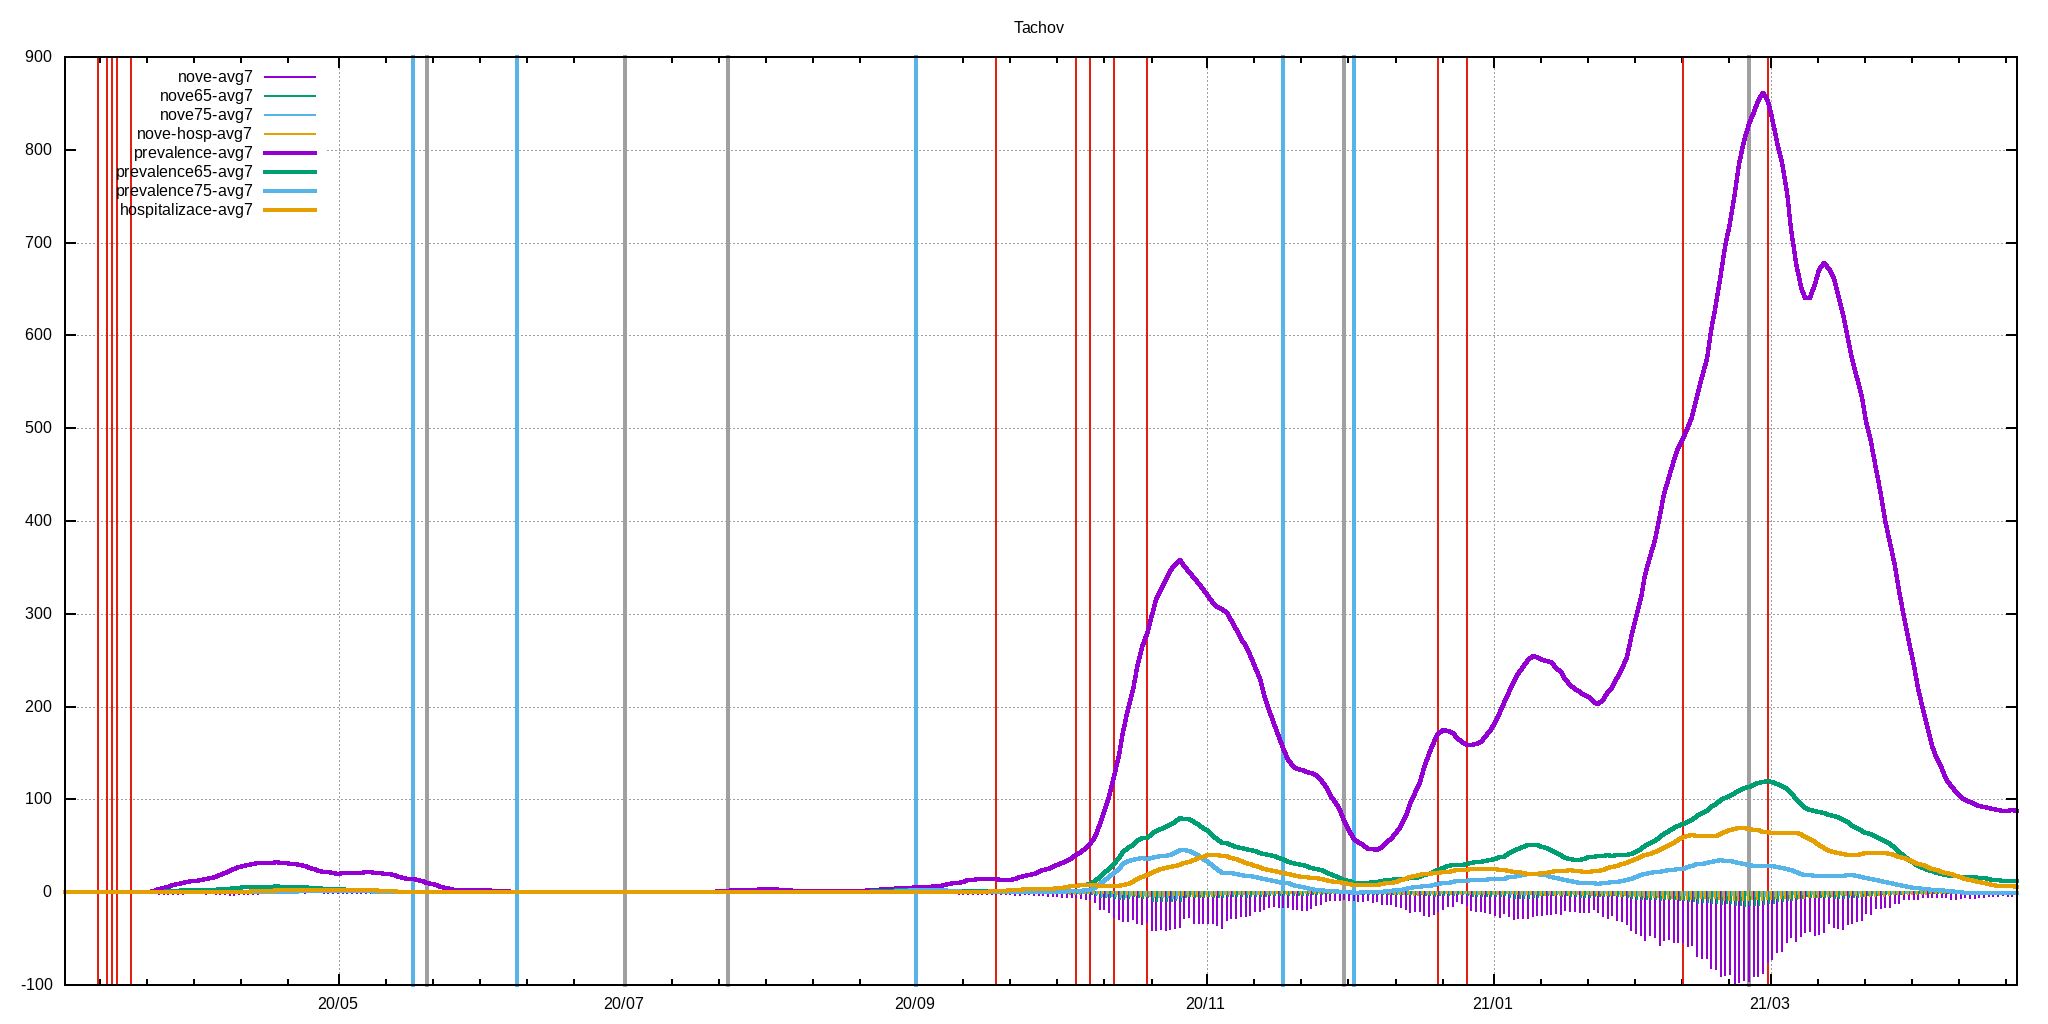 Tachov
900
800
700
600
500
400
300
200
100
0
-100
nove-avg7
nove65-avg7
nove75-avg7
nove-hosp-avg7
prevalence-avg7
prevalence65-avg7
prevalence75-avg7
hospitalizace-avg7
20/05 20/07 20/09 20/11 21/01 21/03